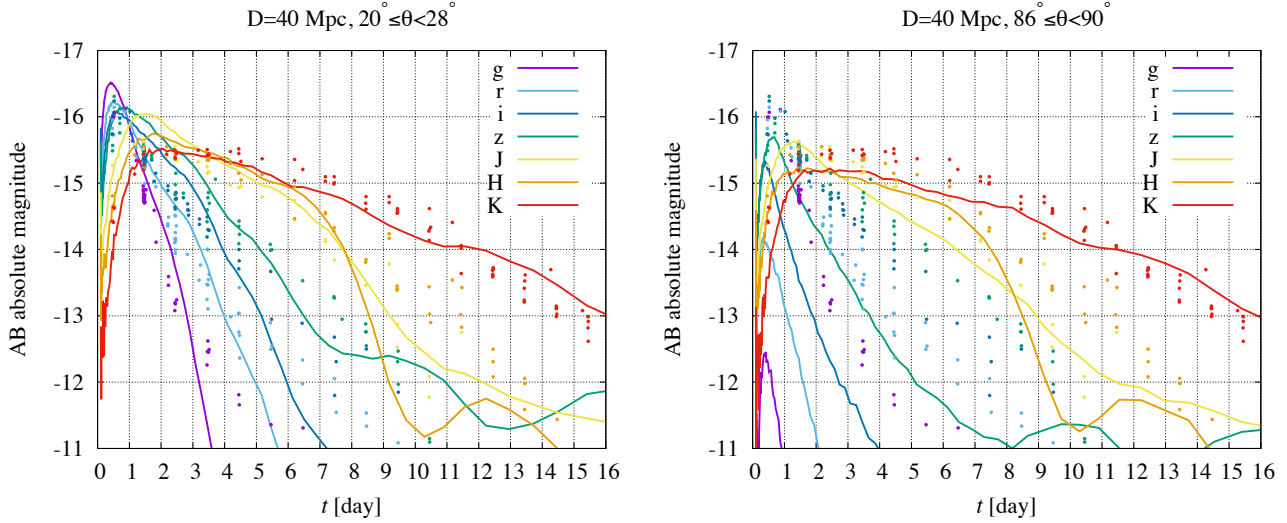 D=40 Mpc, 20°≤θ<28°
AB absolute magnitude
-17
-16
-15
-14
-13
-12
-11
g
r
i
z
J
H
K
0 1 2 3 4 5 6 7 8 9 10 11 12 13 14 15 16
t [day]
D=40 Mpc, 86°≤θ<90°
AB absolute magnitude
-17
-16
-15
-14
-13
-12
-11
g
r
i
z
J
H
K
0 1 2 3 4 5 6 7 8 9 10 11 12 13 14 15 16
t [day]